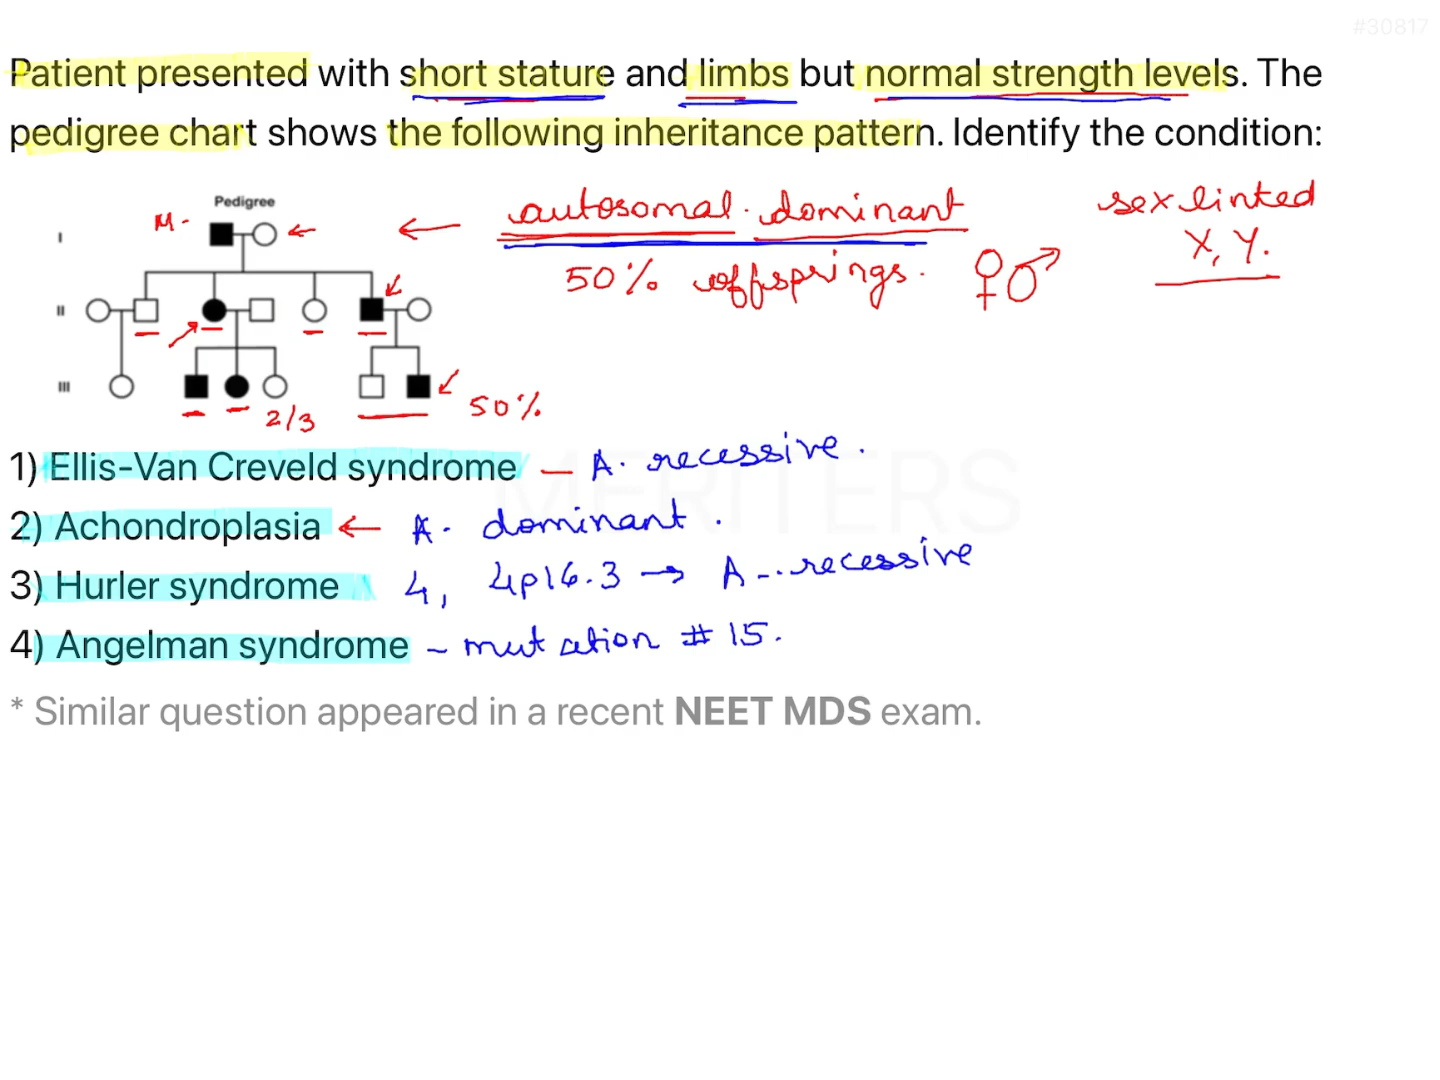 #30817
Patient presented with short stature and limbs but normal strength levels. The
pedigree chart shows the following inheritance pattern. Identify the condition:
Pedigree
M-
autosomal. dominant
sex linted
X, Y.
I
50% offsprings. ♀♂
II
III
2/3
50%
1) Ellis-Van Creveld syndrome – A. recessive.
2) Achondroplasia ← A. dominant.
3) Hurler syndrome 4, 4p16.3 → A-..recessive
4) Angelman syndrome – mutation # 15.
MERITERS
* Similar question appeared in a recent NEET MDS exam.